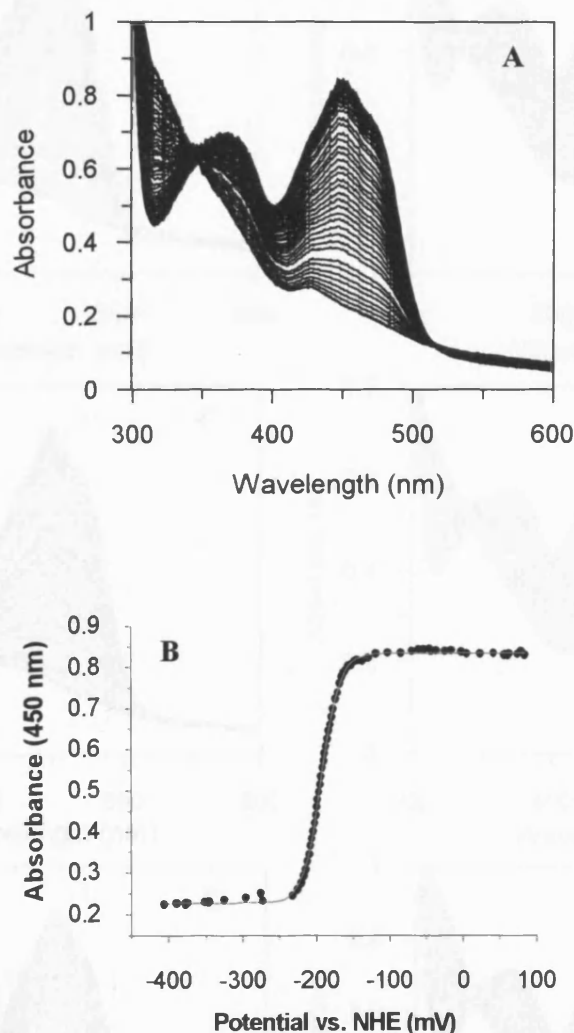 A
1
0.8
0.6
0.4
0.2
0
300 400 500 600
Absorbance
Wavelength (nm)
B
0.9
0.8
0.7
0.6
0.5
0.4
0.3
0.2
-400 -300 -200 -100 0 100
Absorbance (450 nm)
Potential vs. NHE (mV)